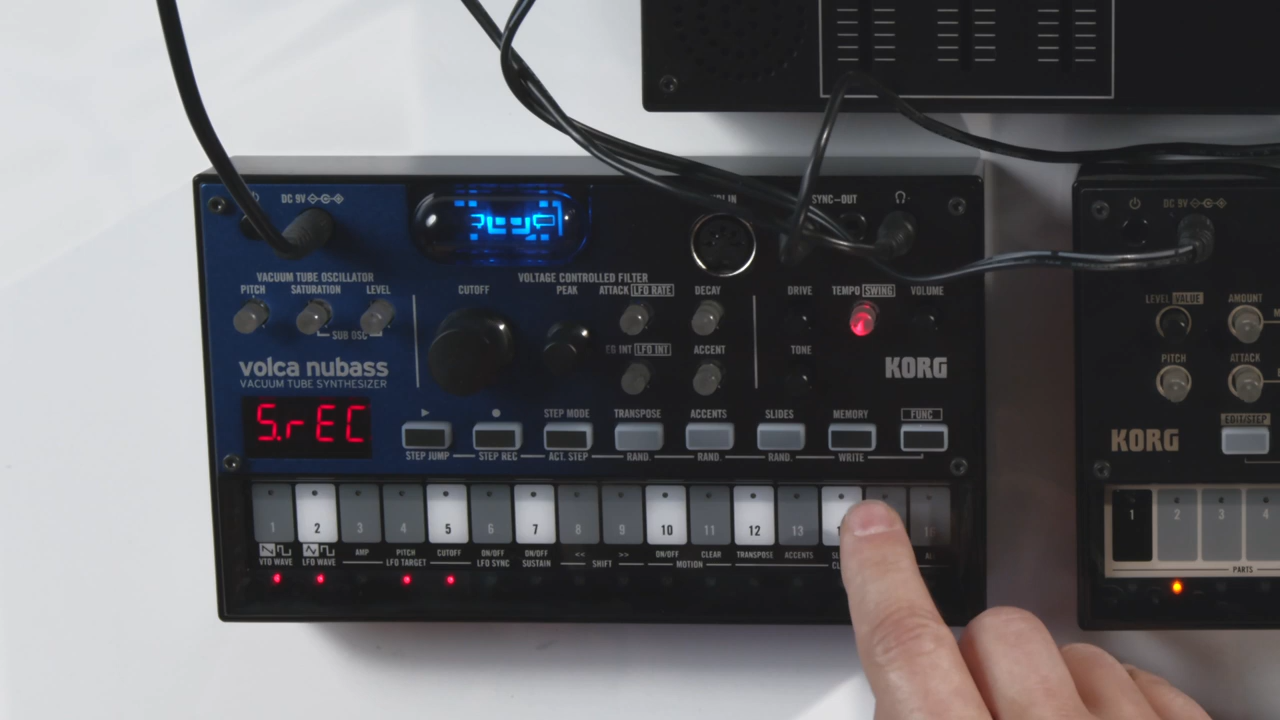 DC 9V
SYNC-OUT
DC 9V
VACUUM TUBE OSCILLATOR
VOLTAGE CONTROLLED FILTER
PITCH SATURATION LEVEL CUTOFF PEAK ATTACK LFO RATE DECAY DRIVE TEMPO SWING VOLUME
LEVEL VALUE AMOUNT
SUB OSC
EG INT LFO INT ACCENT TONE
PITCH ATTACK
volca nubass
VACUUM TUBE SYNTHESIZER
KORG
S.rEC
STEP MODE TRANSPOSE ACCENTS SLIDES MEMORY FUNC
EDIT/STEP
KORG
STEP JUMP STEP REC ACT. STEP RAND. RAND. RAND. WRITE
1 2 3 4 5 6 7 8 9 10 11 12 13
1 2 3 4
VTO WAVE LFO WAVE AMP PITCH CUTOFF ON/OFF ON/OFF << >> ON/OFF CLEAR TRANSPOSE ACCENTS
LFO TARGET LFO SYNC SUSTAIN SHIFT MOTION
PARTS